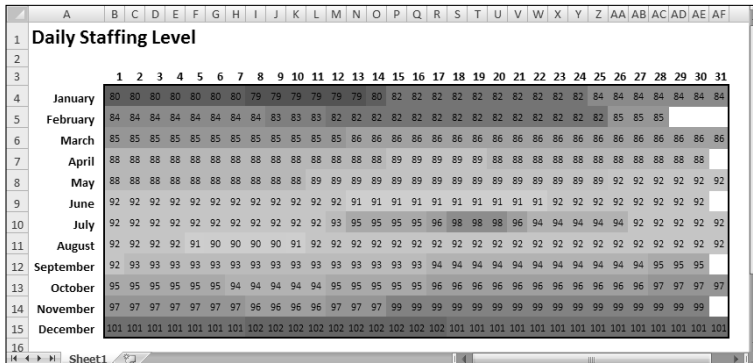 A B C D E F G H I J K L M N O P Q R S T U V W X Y Z AA AB AC AD AE AF
1 Daily Staffing Level
2
3 1 2 3 4 5 6 7 8 9 10 11 12 13 14 15 16 17 18 19 20 21 22 23 24 25 26 27 28 29 30 31
4 January 80 80 80 80 80 80 80 79 79 79 79 79 79 80 82 82 82 82 82 82 82 82 82 82 84 84 84 84 84 84 84
5 February 84 84 84 84 84 84 84 84 83 83 83 82 82 82 82 82 82 82 82 82 82 82 82 82 82 85 85 85
6 March 85 85 85 85 85 85 85 85 85 85 85 85 86 86 86 86 86 86 86 86 86 86 86 86 86 86 86 86 86 86 86
7 April 88 88 88 88 88 88 88 88 88 88 88 88 88 88 89 89 89 89 89 88 88 88 88 88 88 88 88 88 88 88
8 May 88 88 88 88 88 88 88 88 88 88 89 89 89 89 89 89 89 89 89 89 89 89 89 89 89 92 92 92 92 92 92
9 June 92 92 92 92 92 92 92 92 92 92 92 92 91 91 91 91 91 91 91 91 91 91 92 92 92 92 92 92 92 92
10 July 92 92 92 92 92 92 92 92 92 92 92 93 95 95 95 95 96 98 98 98 96 94 94 94 94 94 92 92 92 92 92
11 August 92 92 92 92 91 90 90 90 90 91 92 92 92 92 92 92 92 92 92 92 92 92 92 92 92 92 92 92 92 92 92
12 September 92 93 93 93 93 93 93 93 93 93 93 93 93 93 93 93 94 94 94 94 94 94 94 94 94 94 94 95 95 95
13 October 95 95 95 95 95 95 94 94 94 94 94 95 95 95 95 95 96 96 96 96 96 96 96 96 96 96 96 97 97 97 97
14 November 97 97 97 97 97 97 97 96 96 96 96 97 97 97 99 99 99 99 99 99 99 99 99 99 99 99 99 99 99 99
15 December 101 101 101 101 101 101 101 102 102 102 102 102 102 102 102 102 102 101 101 101 101 101 101 101 101 101 101 101 101 101 101
16
Sheet1